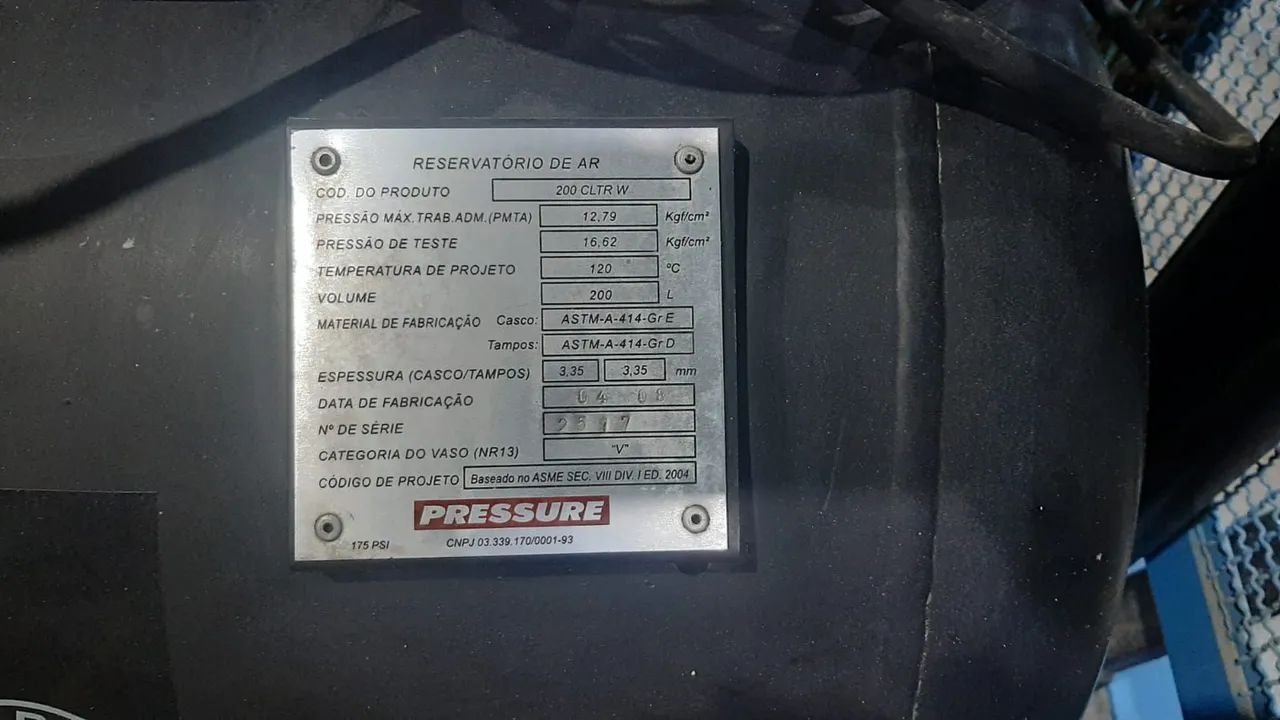 RESERVATÓRIO DE AR
COD. DO PRODUTO 200 CLTR W
PRESSÃO MÁX.TRAB.ADM.(PMTA) 12,79 Kgf/cm²
PRESSÃO DE TESTE 16,62 Kgf/cm²
TEMPERATURA DE PROJETO 120 ºC
VOLUME 200 L
MATERIAL DE FABRICAÇÃO Casco: ASTM-A-414-Gr E
Tampos: ASTM-A-414-Gr D
ESPESSURA (CASCO/TAMPOS) 3,35 3,35 mm
DATA DE FABRICAÇÃO 04 08
Nº DE SÉRIE
CATEGORIA DO VASO (NR13) "V"
CÓDIGO DE PROJETO Baseado no ASME SEC. VIII DIV. I ED. 2004
PRESSURE
175 PSI CNPJ 03.339.170/0001-93